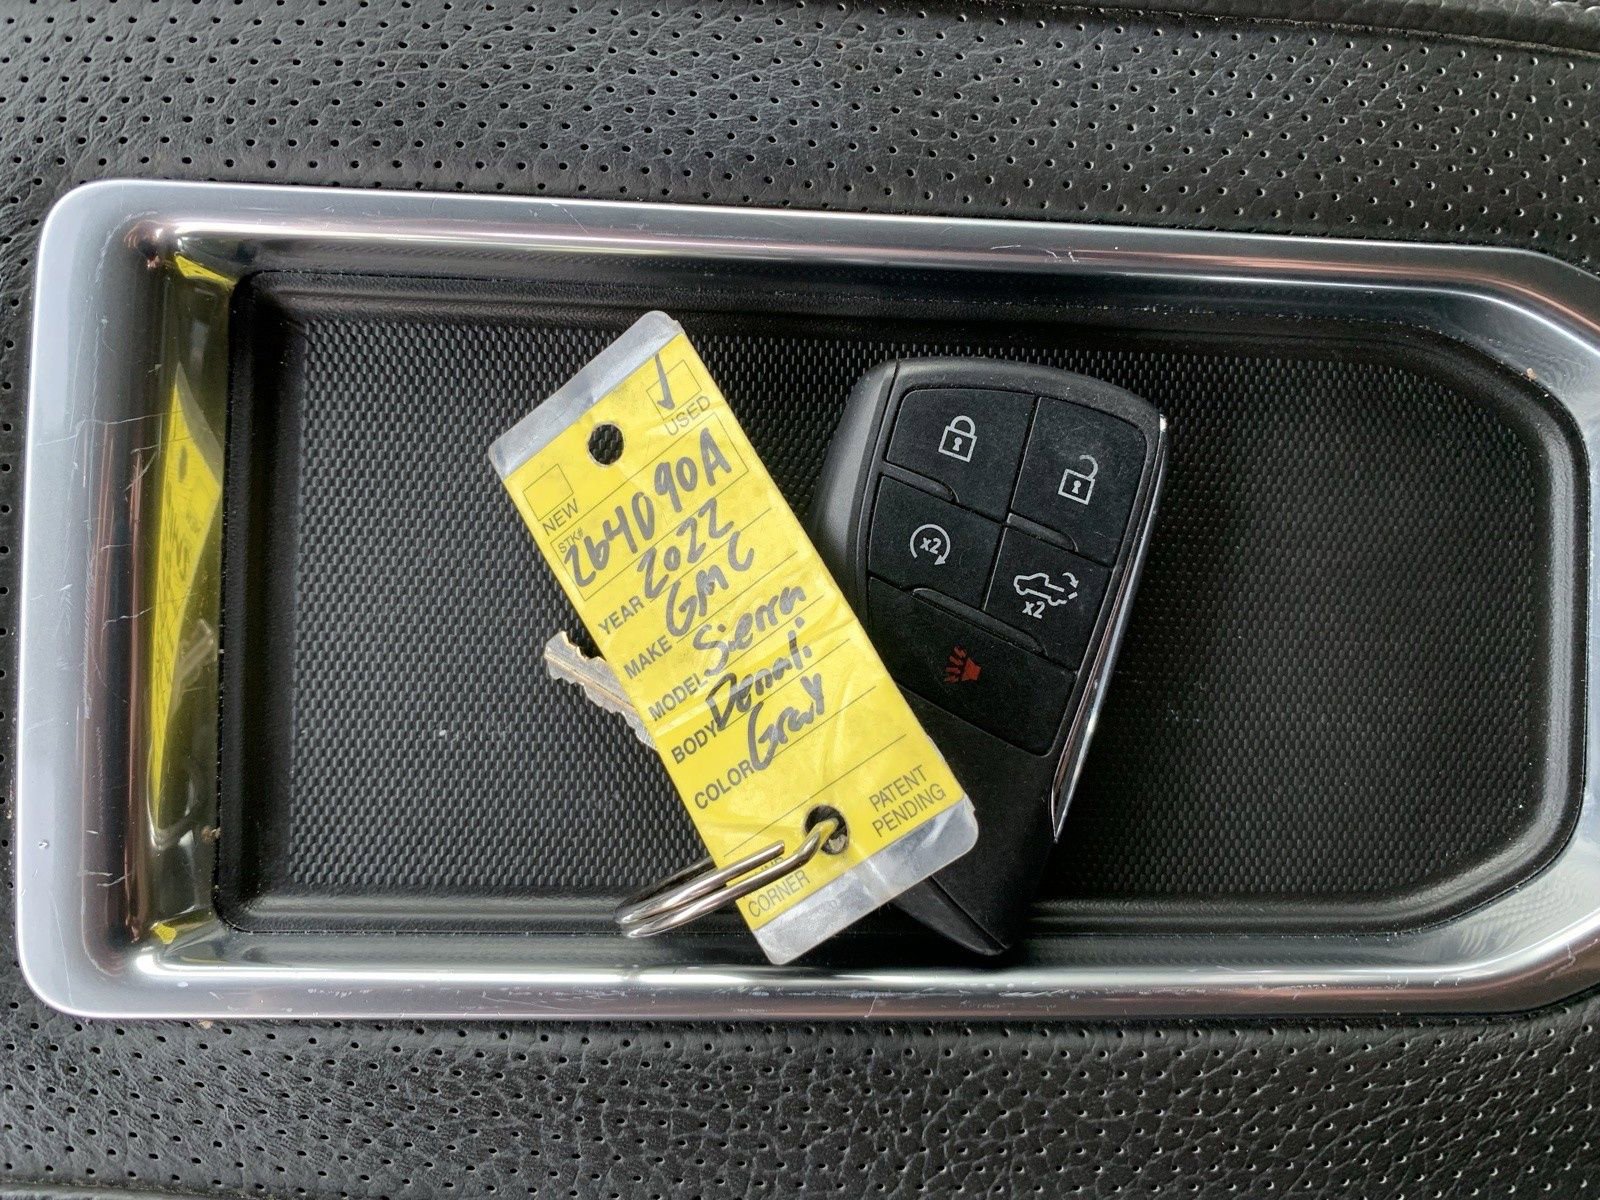 USED
NEW
STK# 264090A
YEAR 2022
MAKE GMC
MODEL Sierra
BODY Denali
COLOR Gray
PATENT
PENDING
CORNER
x2
x2